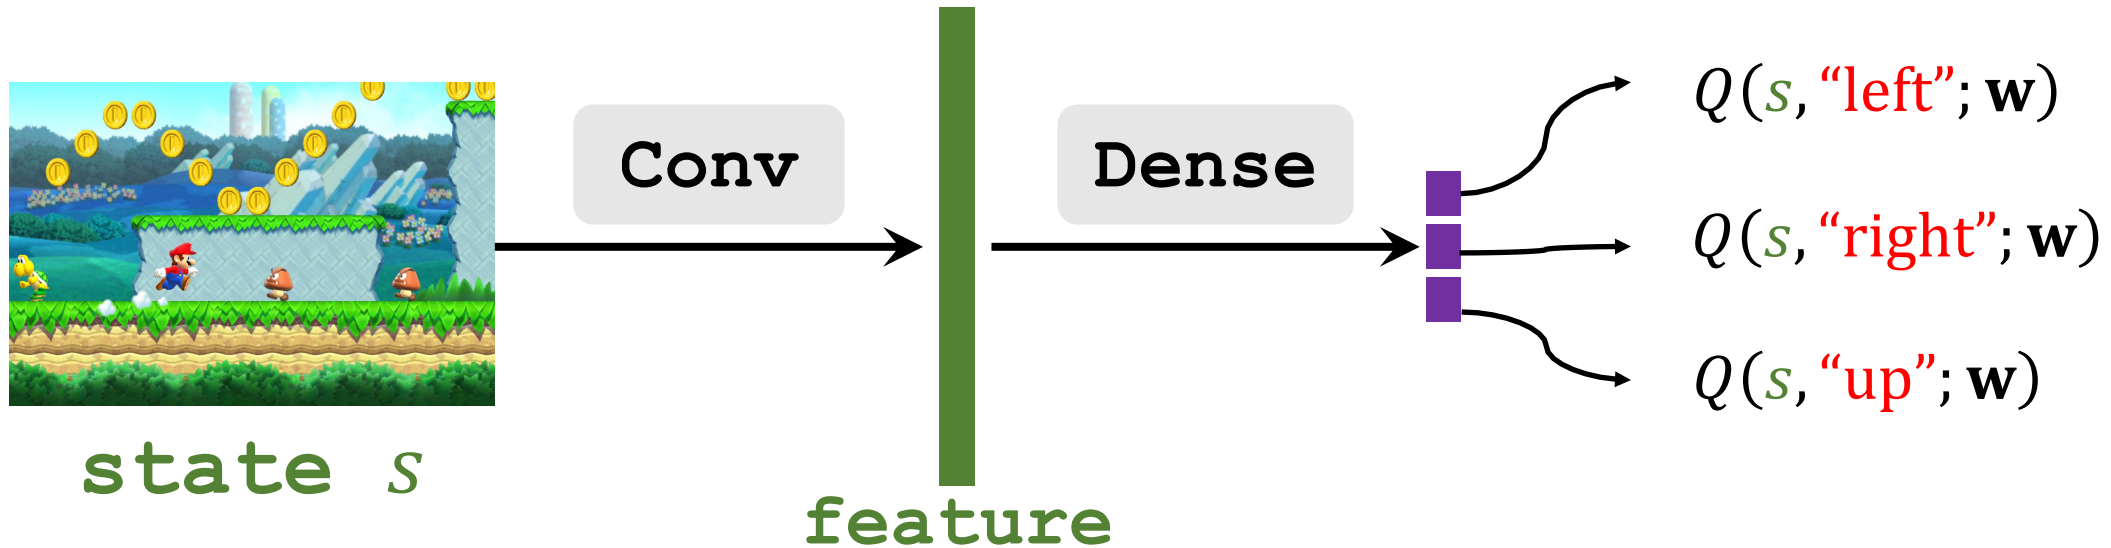 Conv
Dense
Q(s, “left”; w)
Q(s, “right”; w)
Q(s, “up”; w)
state s
feature